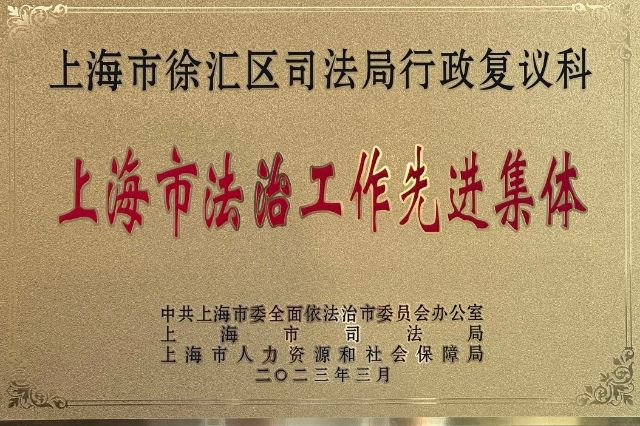 上海市徐汇区司法局行政复议科
上海市法治工作先进集体
中共上海市委全面依法治市委员会办公室
上海市司法局
上海市人力资源和社会保障局
二〇二三年三月